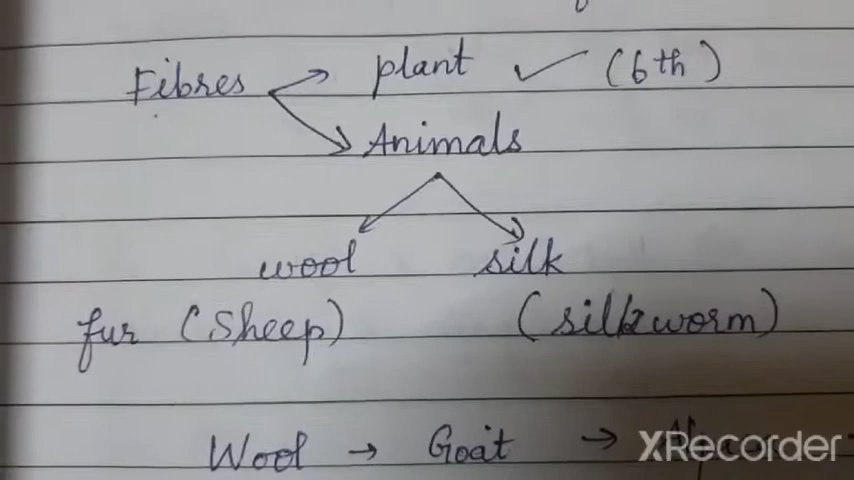 Fibres → plant ✓ (6th)
→ Animals
wool silk
fur (Sheep) (silkworm)
Wool → Goat →
XRecorder